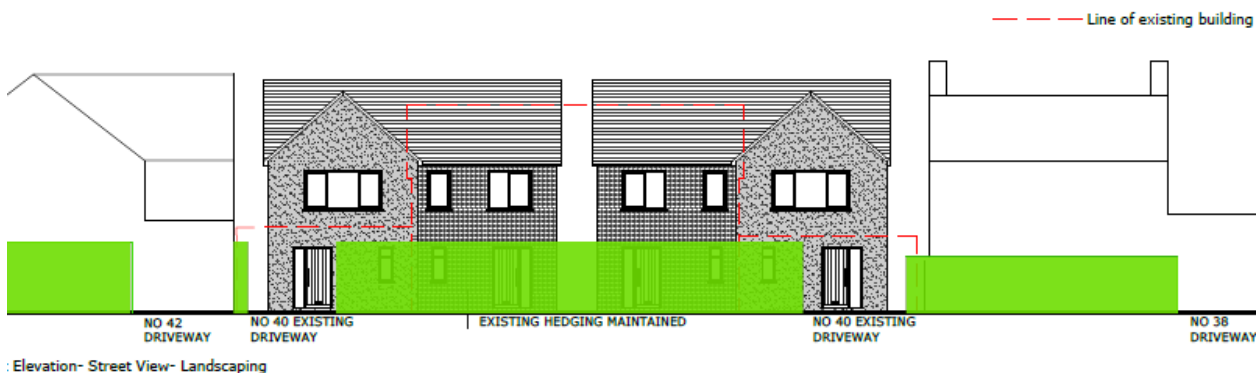 Line of existing building
NO 42
DRIVEWAY
NO 40 EXISTING
DRIVEWAY
EXISTING HEDGING MAINTAINED
NO 40 EXISTING
DRIVEWAY
NO 38
DRIVEWAY
: Elevation- Street View- Landscaping